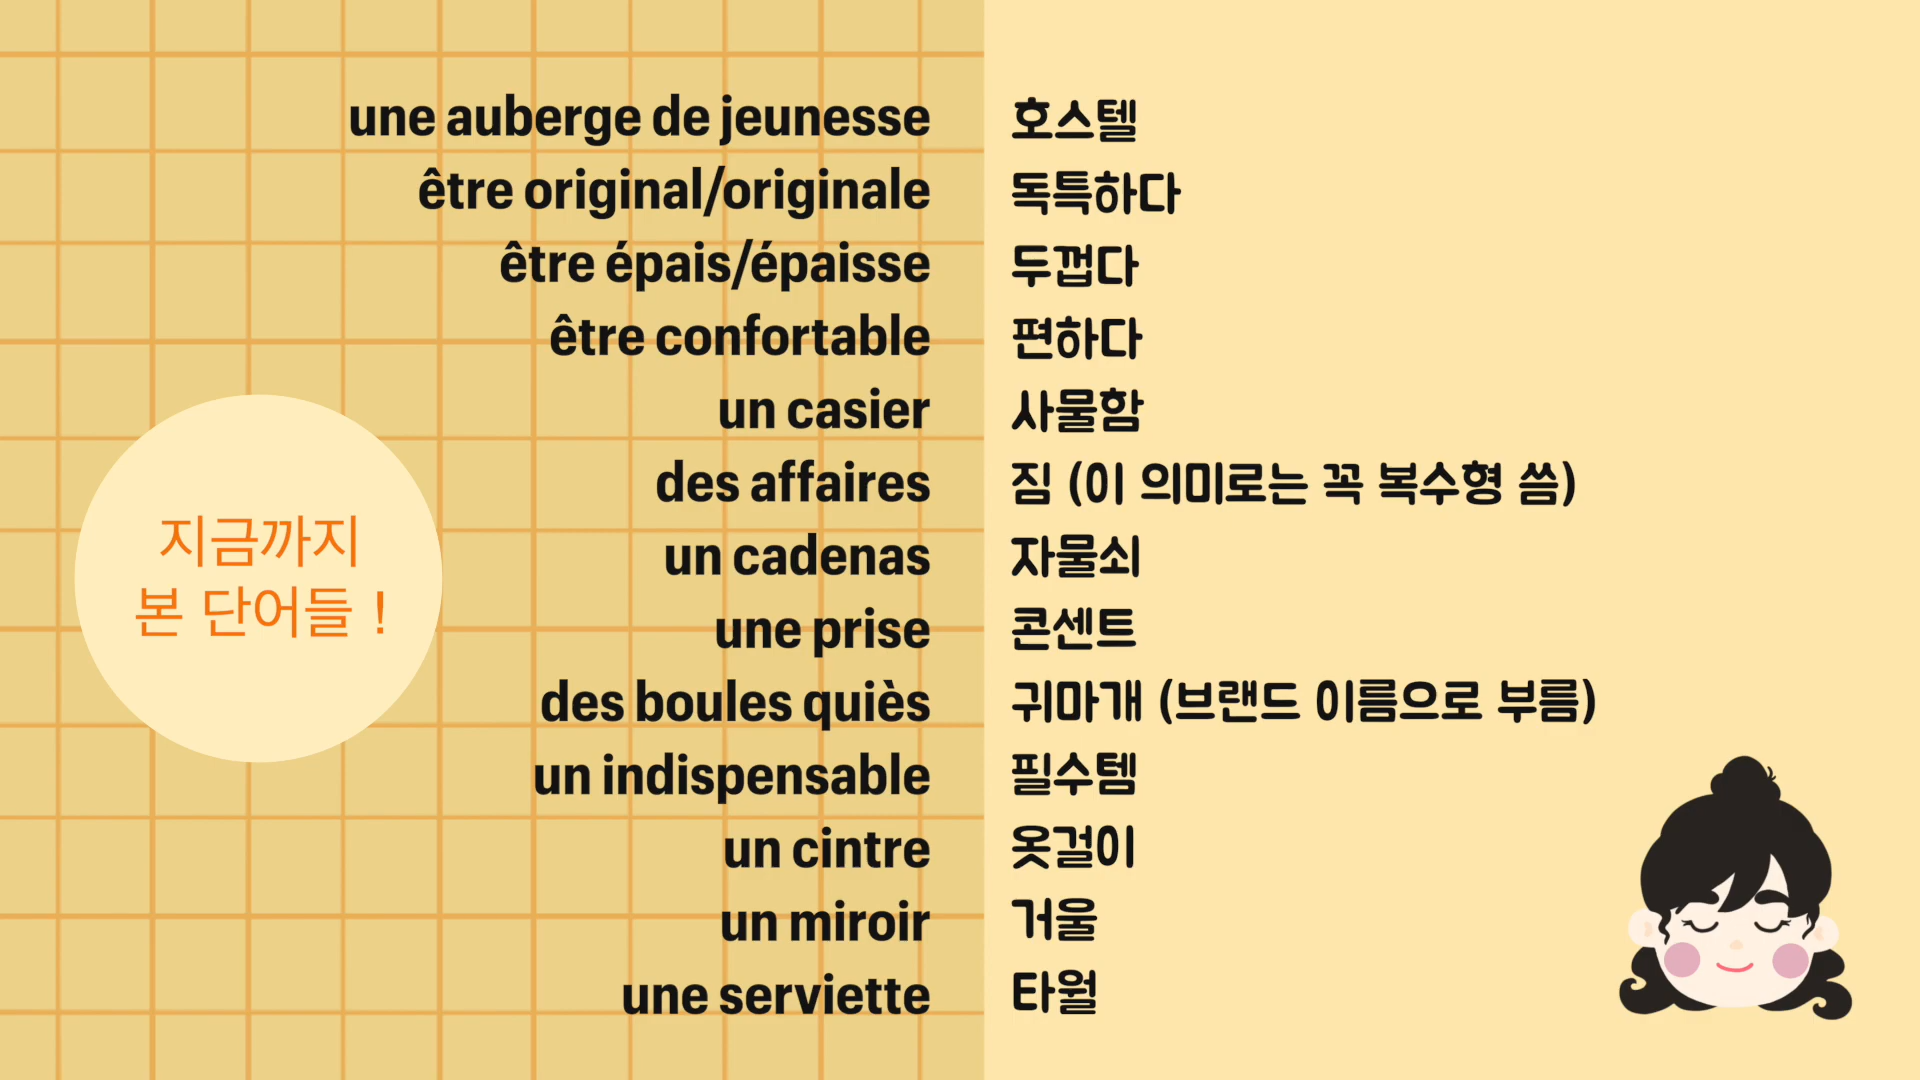 une auberge de jeunesse 호스텔
être original/originale 독특하다
être épais/épaisse 두껍다
être confortable 편하다
un casier 사물함
des affaires 짐 (이 의미로는 꼭 복수형 씀)
un cadenas 자물쇠
une prise 콘센트
des boules quiès 귀마개 (브랜드 이름으로 부름)
un indispensable 필수템
un cintre 옷걸이
un miroir 거울
une serviette 타월
지금까지
본 단어들 !